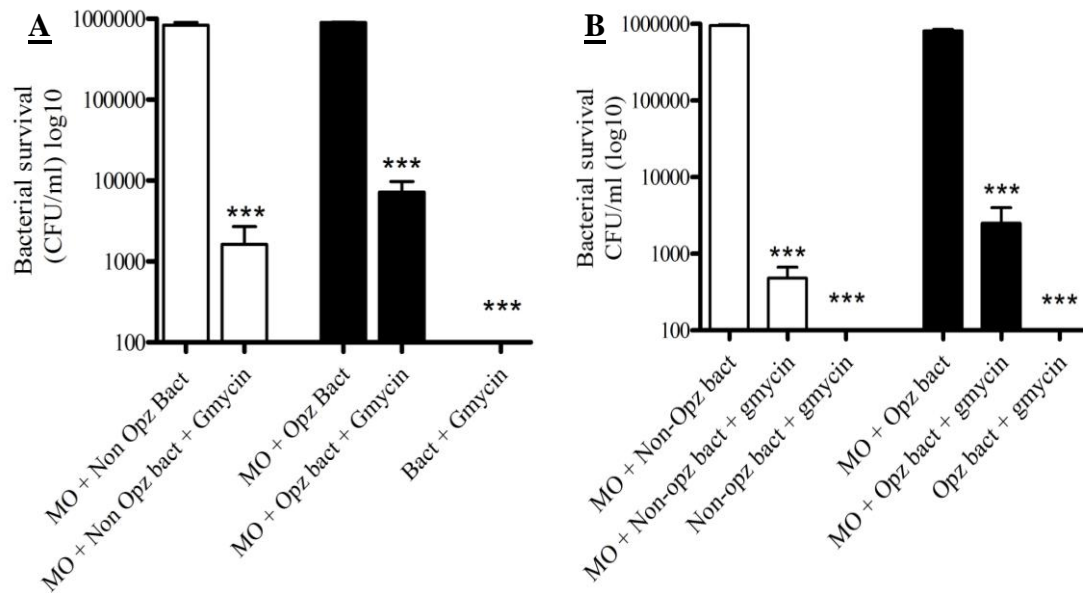 A
Bacterial survival
(CFU/ml) log10
1000000
100000
10000
1000
100
***
***
***
MO + Non Opz Bact
MO + Non Opz bact + Gmycin
MO + Opz Bact
MO + Opz bact + Gmycin
Bact + Gmycin
B
Bacterial survival
CFU/ml (log10)
1000000
100000
10000
1000
100
***
***
***
***
MO + Non-Opz bact
MO + Non-opz bact + gmycin
Non-opz bact + gmycin
MO + Opz bact
MO + Opz bact + gmycin
Opz bact + gmycin